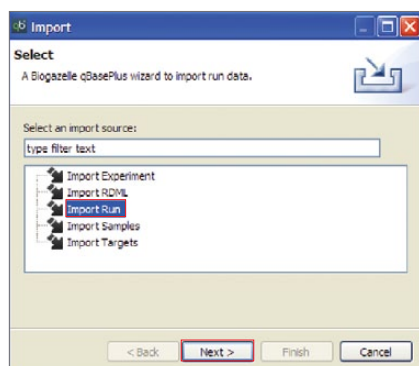 qb Import
Select
A Biogazelle qBasePlus wizard to import run data.
Select an import source:
type filter text
Import Experiment
Import RDML
Import Run
Import Samples
Import Targets
< Back Next > Finish Cancel